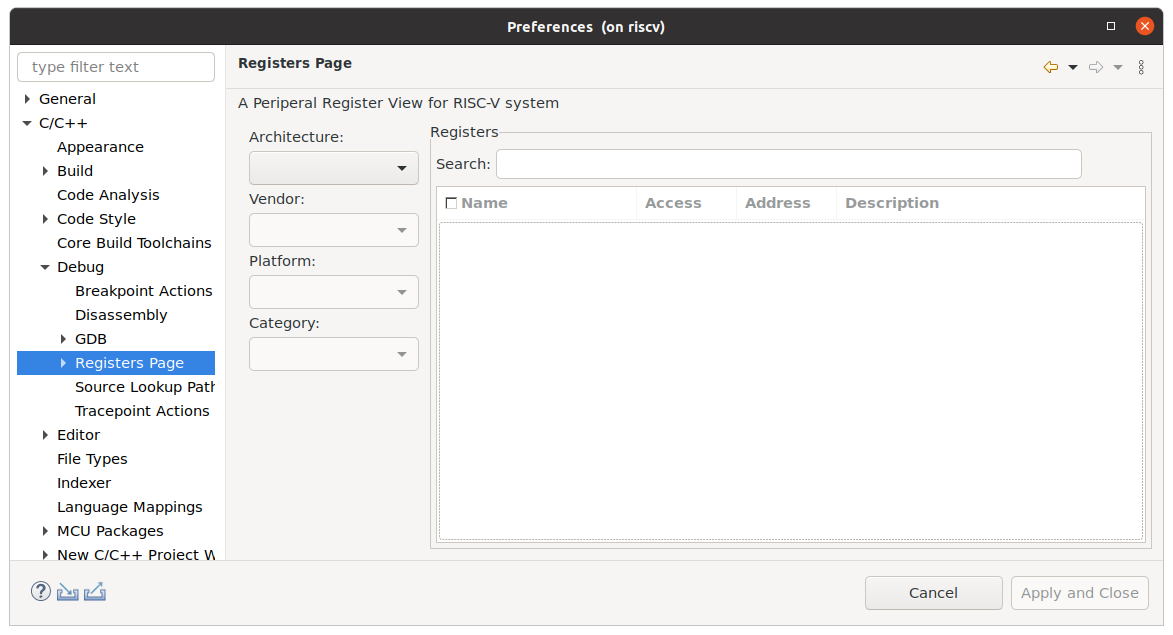 Preferences (on riscv)
type filter text
General
C/C++
Appearance
Build
Code Analysis
Code Style
Core Build Toolchains
Debug
Breakpoint Actions
Disassembly
GDB
Registers Page
Source Lookup Path
Tracepoint Actions
Editor
File Types
Indexer
Language Mappings
MCU Packages
New C/C++ Project W
Registers Page
A Periperal Register View for RISC-V system
Architecture:
Vendor:
Platform:
Category:
Registers
Search:
Name Access Address Description
?
Cancel Apply and Close